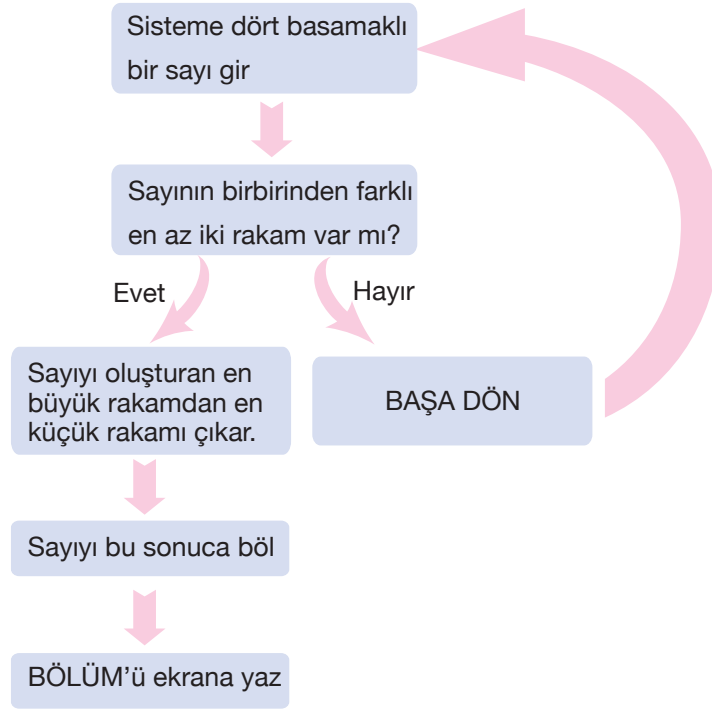 Sisteme dört basamaklı
bir sayı gir
Sayının birbirinden farklı
en az iki rakam var mı?
Evet
Hayır
Sayıyı oluşturan en
büyük rakamdan en
küçük rakamı çıkar.
BAŞA DÖN
Sayıyı bu sonuca böl
BÖLÜM’ü ekrana yaz